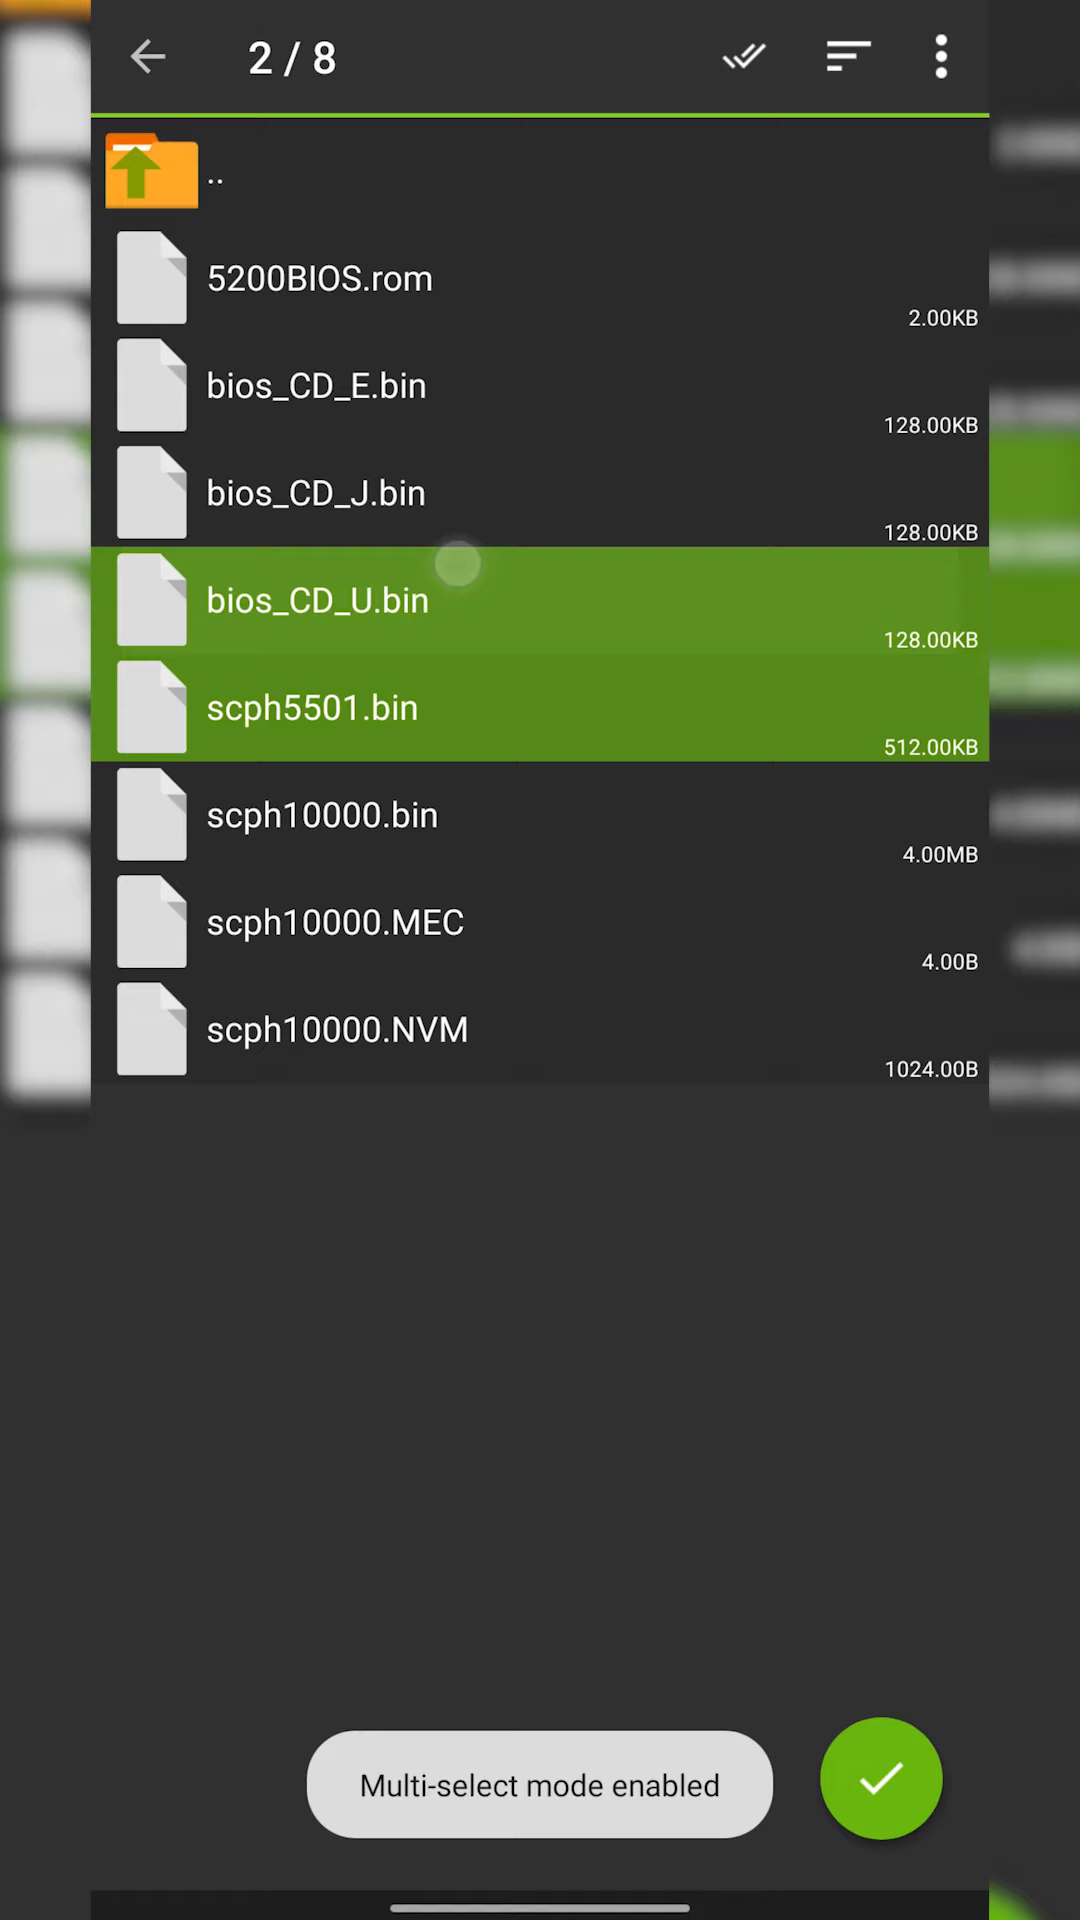 2 / 8
..
5200BIOS.rom
2.00KB
bios_CD_E.bin
128.00KB
bios_CD_J.bin
128.00KB
bios_CD_U.bin
128.00KB
scph5501.bin
512.00KB
scph10000.bin
4.00MB
scph10000.MEC
4.00B
scph10000.NVM
1024.00B
Multi-select mode enabled